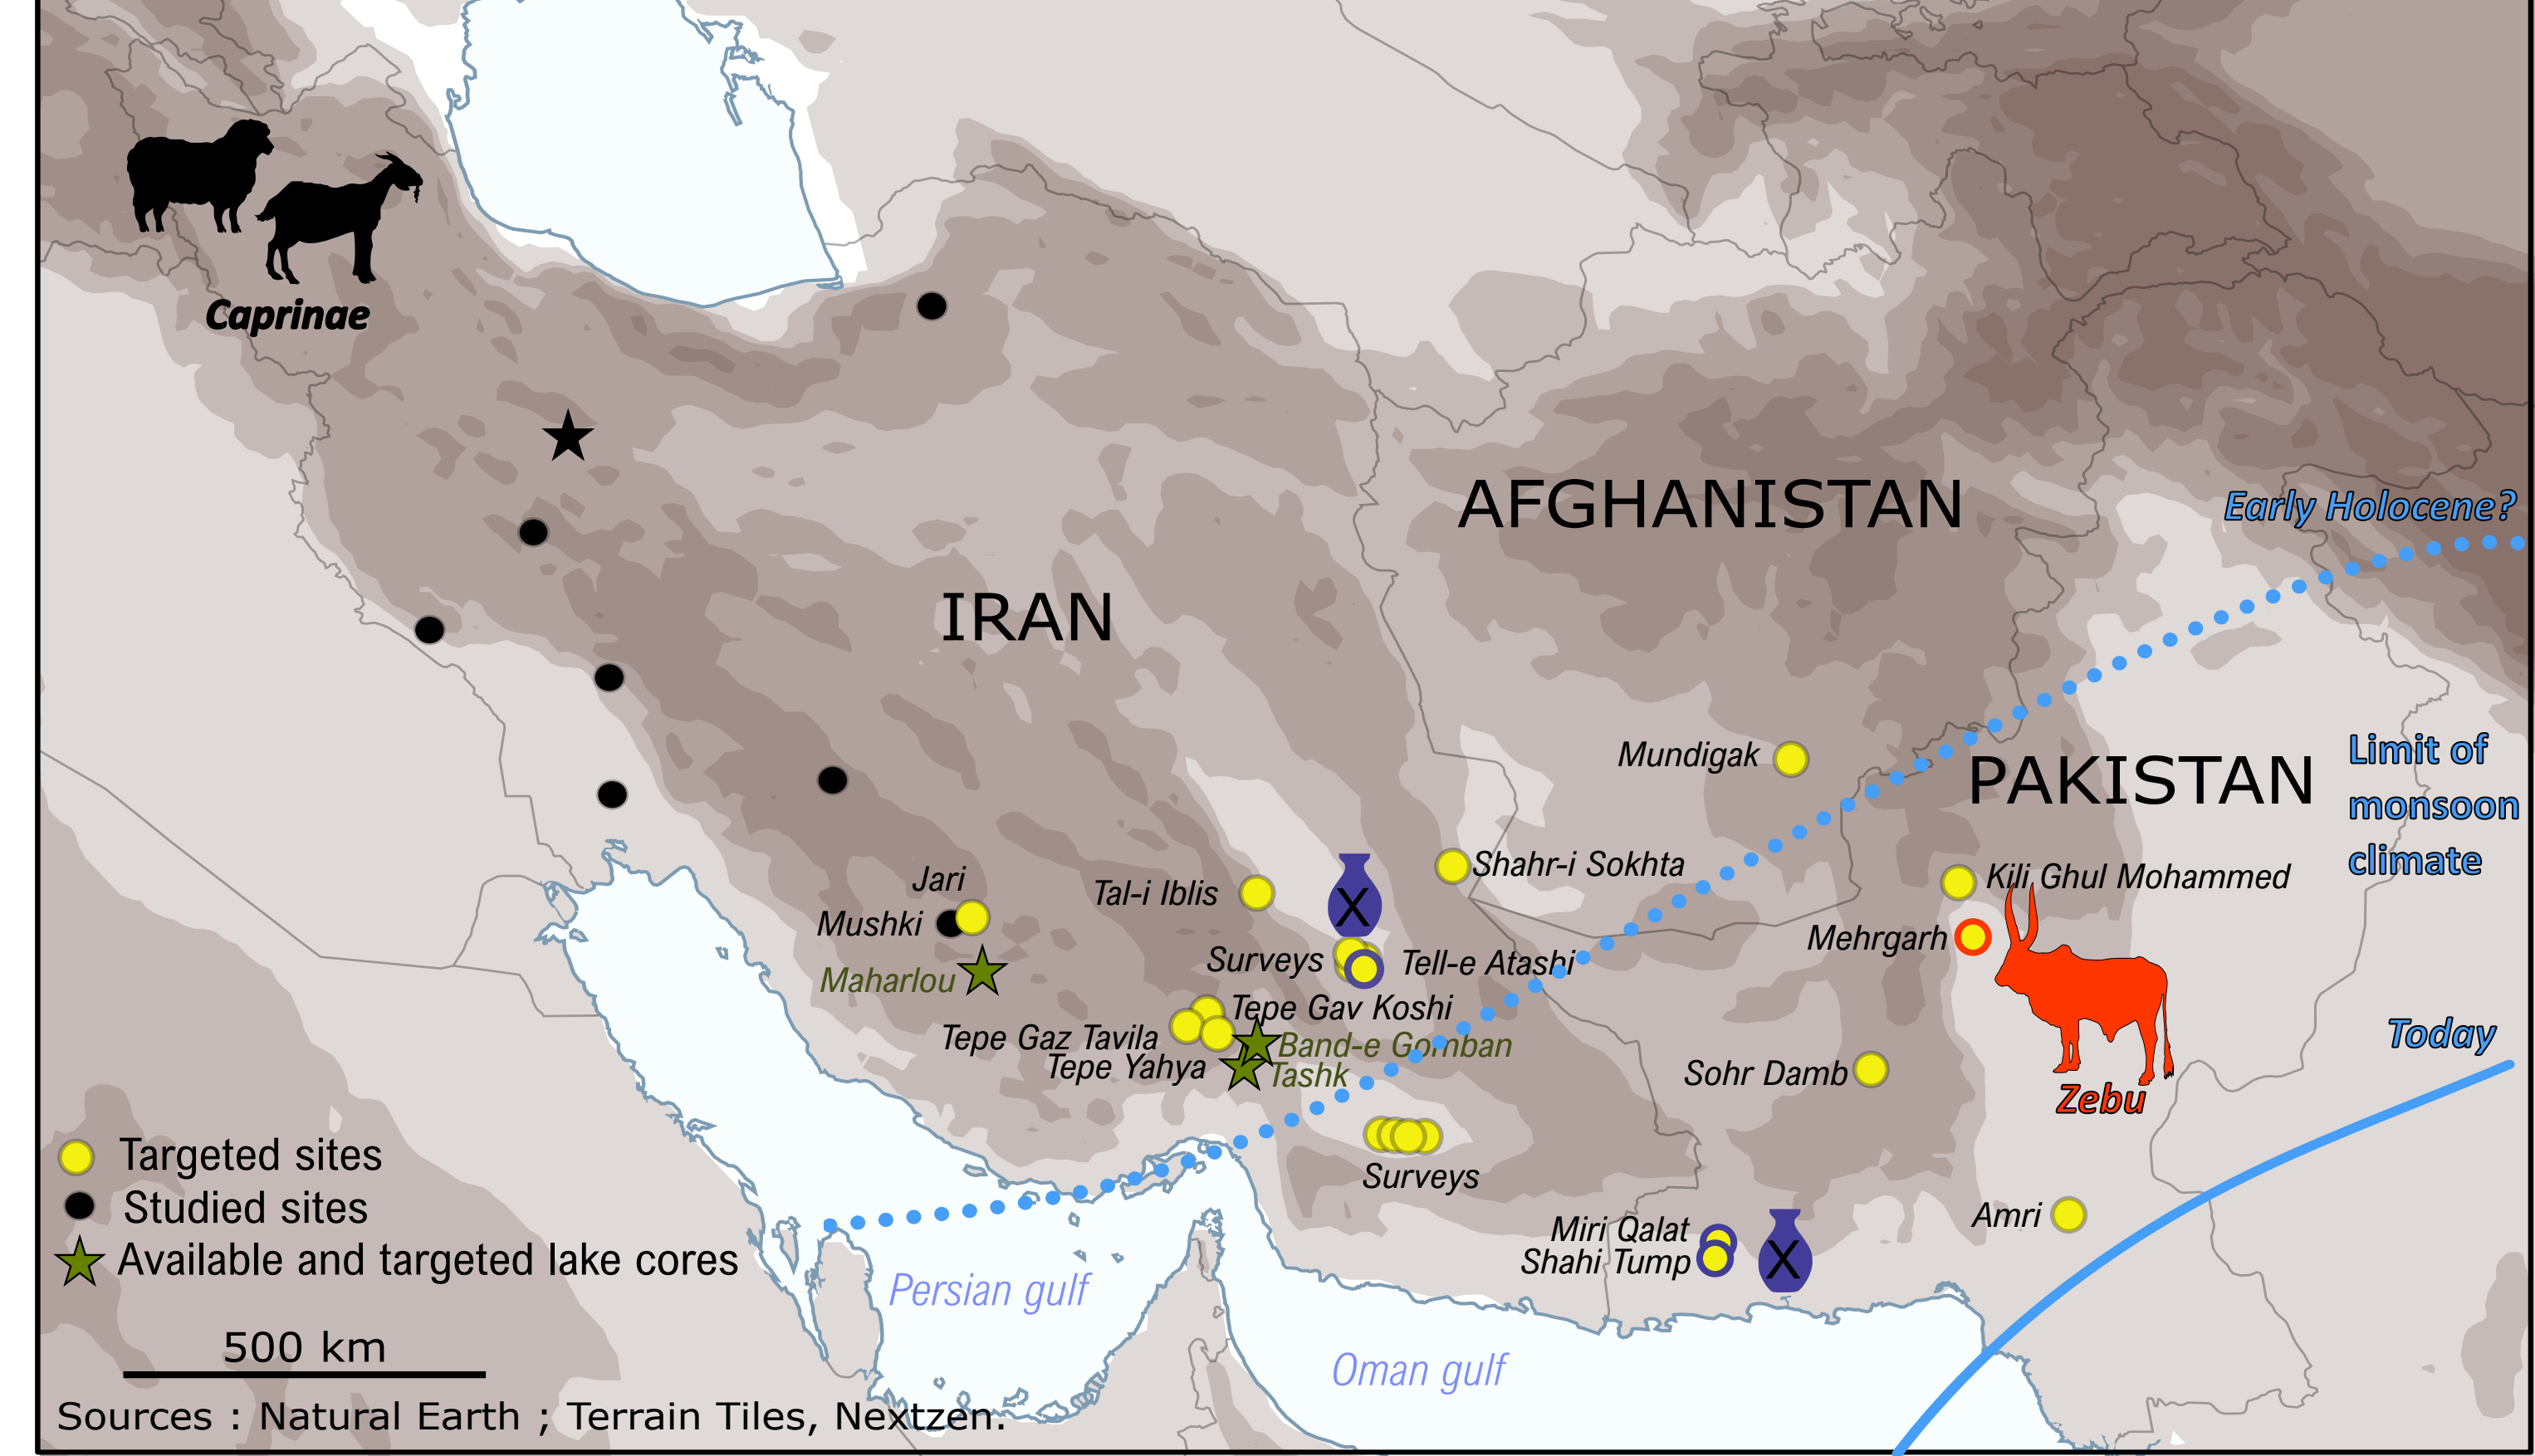 Caprinae
AFGHANISTAN
Early Holocene?
IRAN
Mundigak
PAKISTAN
Limit of
monsoon
climate
Jari
Tal-i Iblis
X
Shahr-i Sokhta
Kili Ghul Mohammed
Mushki
Mehrgarh
Maharlou
Surveys
Tell-e Atashi
Tepe Gav Koshi
Tepe Gaz Tavila
Band-e Gomban
Today
Tepe Yahya
Tashk
Sohr Damb
Zebu
Surveys
Targeted sites
Studied sites
Available and targeted lake cores
Amri
Miri Qalat
Shahi Tump
X
Persian gulf
Oman gulf
500 km
Sources : Natural Earth ; Terrain Tiles, Nextzen.